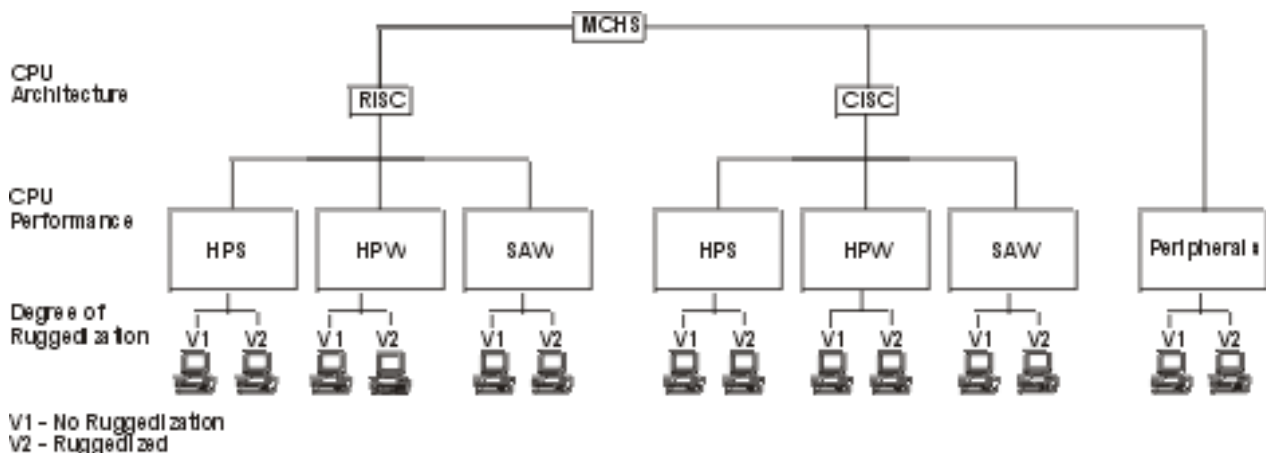 MCHS
CPU
Architecture
RISC
CISC
CPU
Performance
HPS
HPW
SAW
HPS
HPW
SAW
Peripherals
Degree of
Ruggedization
V1
V2
V1
V2
V1
V2
V1
V2
V1
V2
V1
V2
V1
V2
V1 - No Ruggedization
V2 - Ruggedized